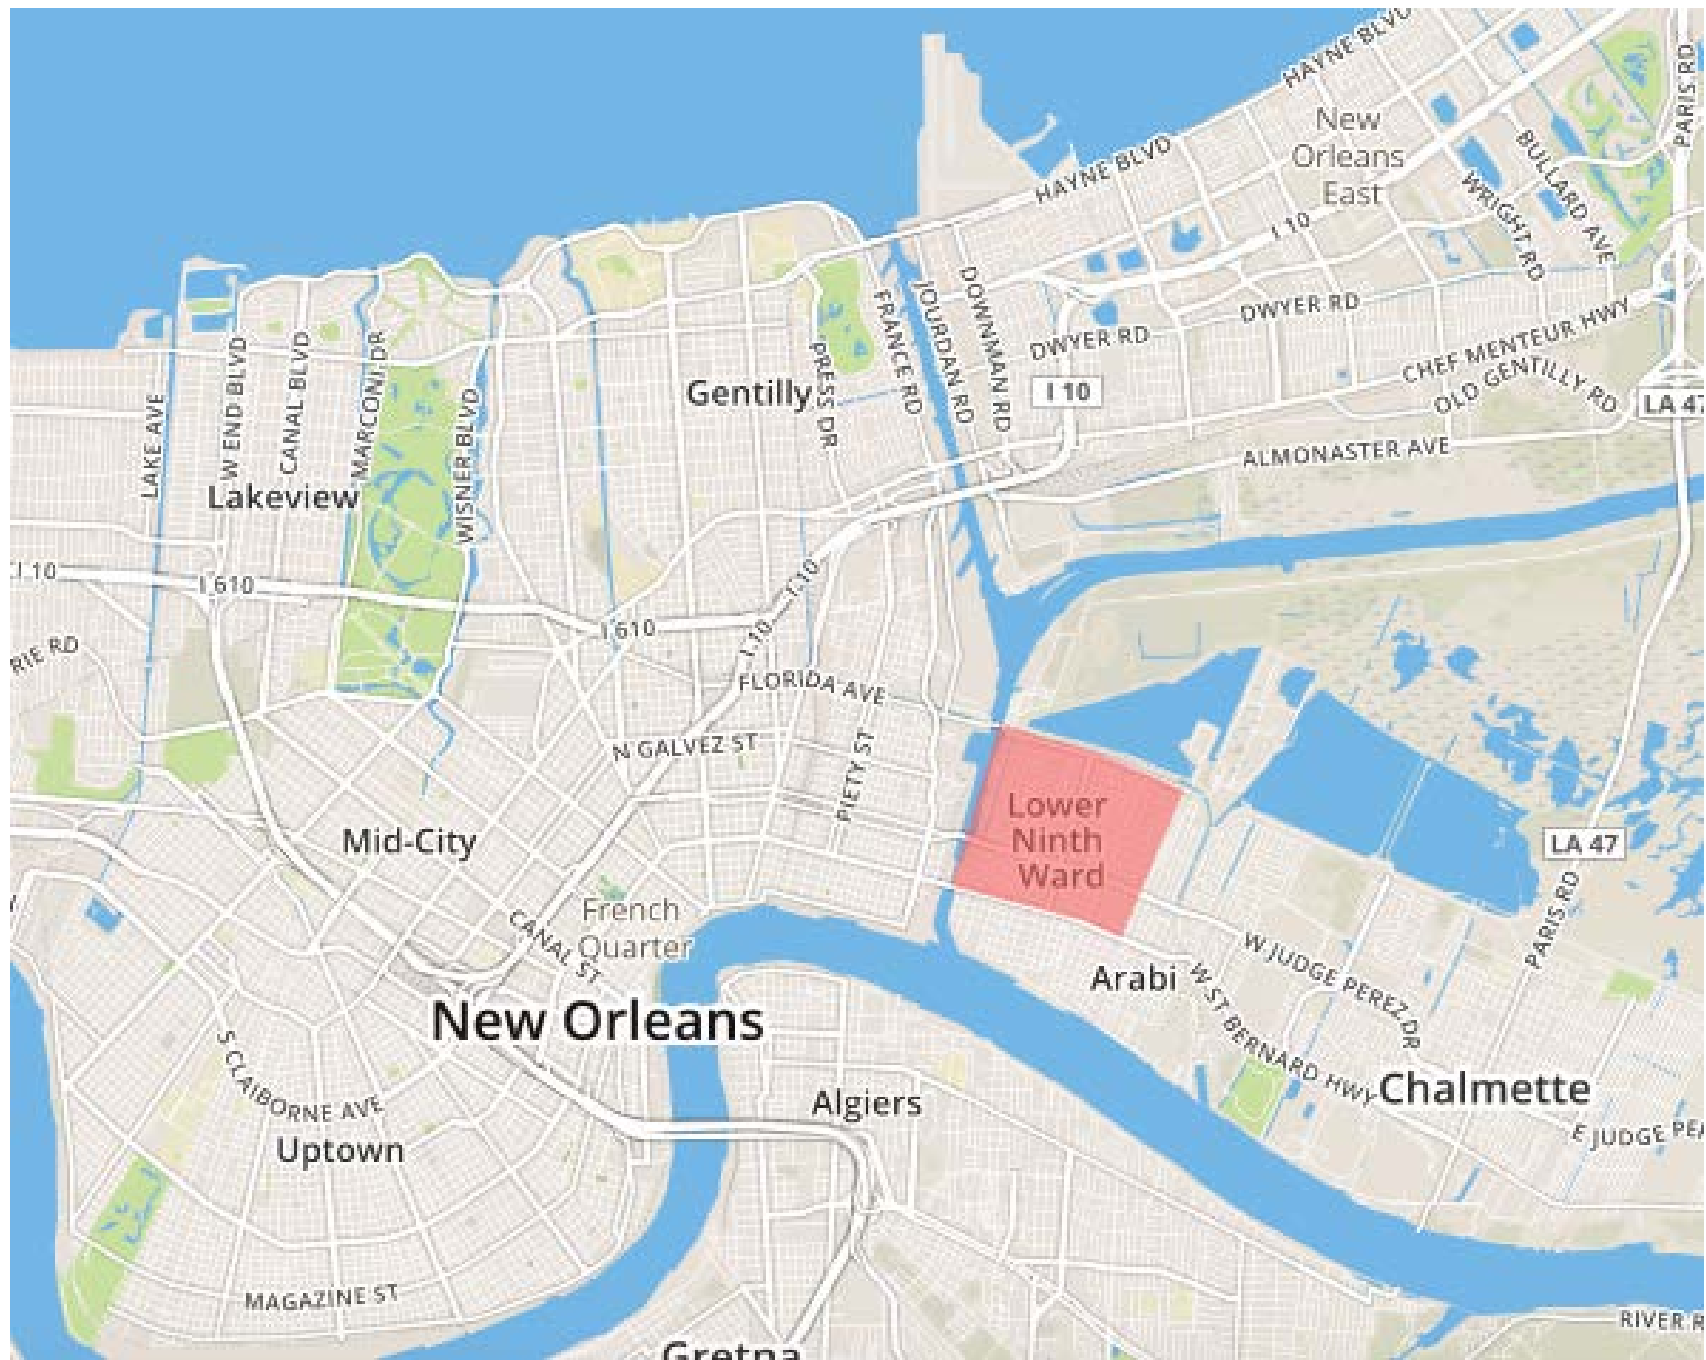 HAYNE BLVD
PARIS RD
New
Orleans
East
HAYNE BLVD
BULLARD AVE
WRIGHT RD
I 10
DOWNMAN RD
JOURDAN RD
FRANCE RD
DWYER RD
DWYER RD
CHEF MENTEUR HWY
OLD GENTILLY RD
LA 47
I 10
W END BLVD
CANAL BLVD
MARCONI DR
LAKE AVE
WISNER BLVD
PRESS DR
Gentilly
ALMONASTER AVE
Lakeview
I 10
I 610
I 10
I 610
I 10
RIE RD
FLORIDA AVE
N GALVEZ ST
PIETY ST
Lower
Ninth
Ward
Mid-City
LA 47
PARIS RD
French
Quarter
CANAL ST
W JUDGE PEREZ DR
Arabi
W ST BERNARD HWY
New Orleans
S CLAIBORNE AVE
Algiers
Chalmette
E JUDGE PE
Uptown
MAGAZINE ST
RIVER R
Gretna